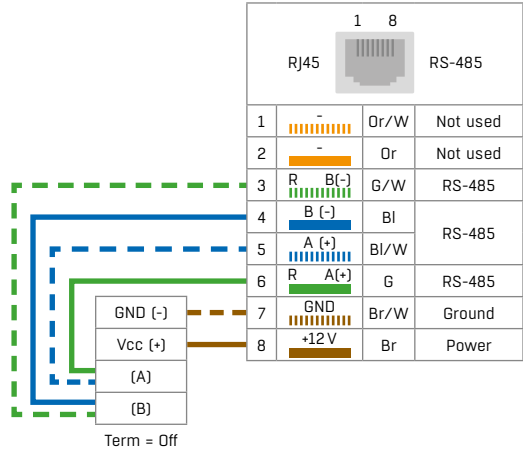 1 8
RJ45 RS-485
1 - Or/W Not used
2 - Or Not used
3 R B(-) G/W RS-485
4 B (-) Bl
RS-485
5 A (+) Bl/W
6 R A(+) G RS-485
GND (-) 7 GND Br/W Ground
Vcc (+) 8 +12 V Br Power
(A)
(B)
Term = Off